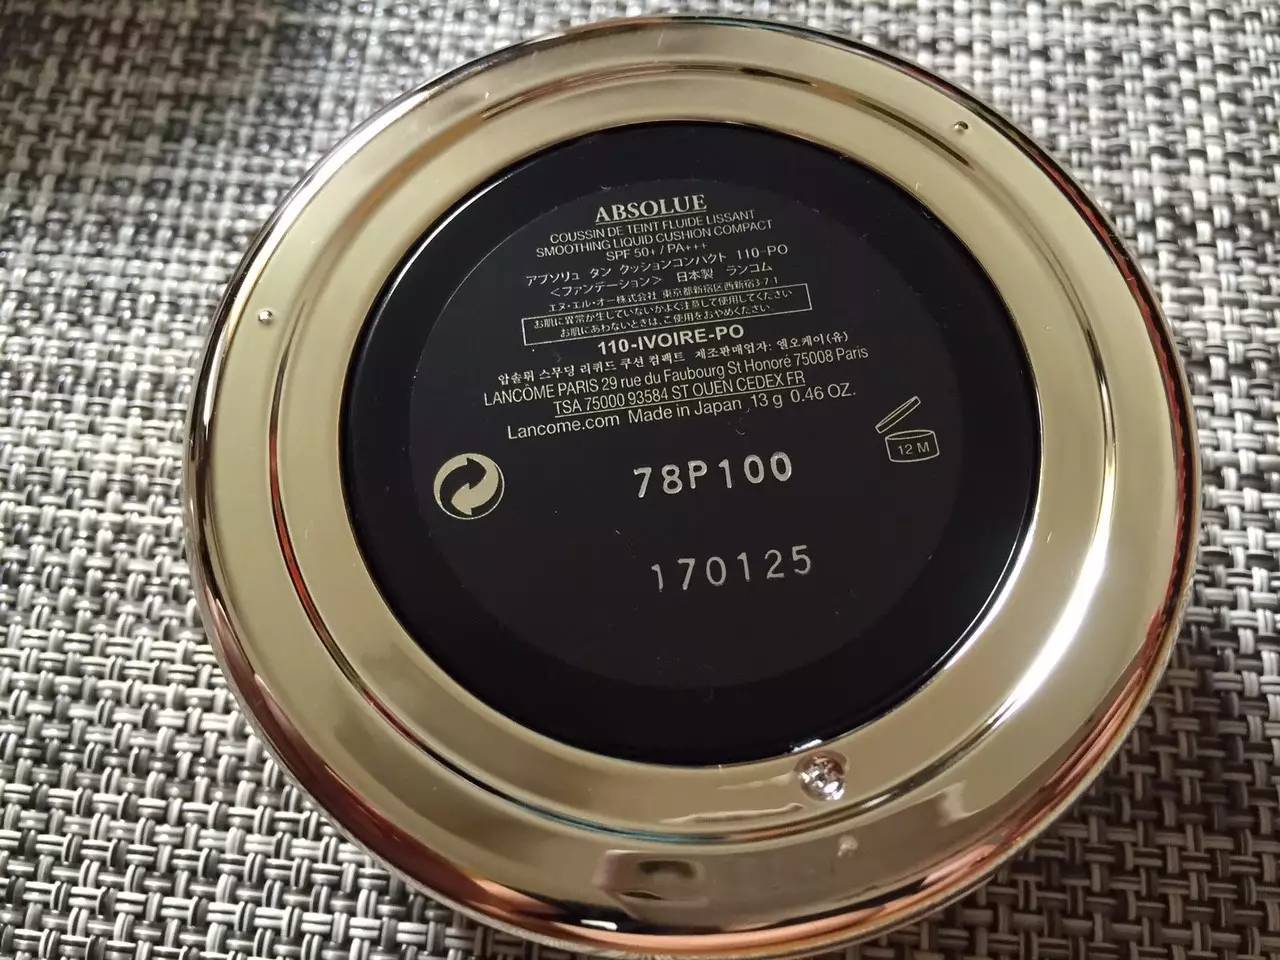 ABSOLUE
COUSSIN DE TEINT FLUIDE LISSANT
SMOOTHING LIQUID CUSHION COMPACT
SPF 50+ / PA+++
アプソリュ タン クッションコンパクト 110-PO
＜ファンデーション＞ 日本製 ランコム
エヌ・エル・オー株式会社 東京都新宿区西新宿3-7-1
お肌に異常が生じていないかよく注意して使用してください
お肌にあわないときは、ご使用をおやめください。
110-IVOIRE-PO
압솔뤼 스무딩 리퀴드 쿠션 컴팩트 제조판매업자: 엘오케이(유)
LANCÔME PARIS 29 rue du Faubourg St Honoré 75008 Paris
TSA 75000 93584 ST OUEN CEDEX FR
Lancome.com Made in Japan 13 g 0.46 OZ.
12 M
78P100
170125